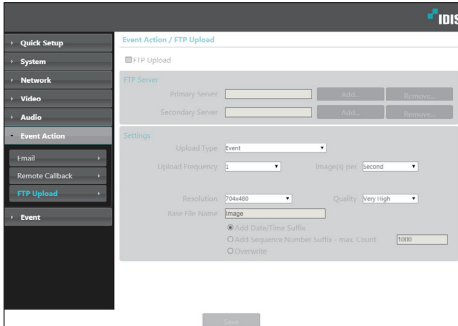 IDIS
Quick Setup
System
Network
Video
Audio
Event Action
Email
Remote Callback
FTP Upload
Event
Event Action / FTP Upload
FTP Upload
FTP Server
Primary Server Add... Remove...
Secondary Server Add... Remove...
Settings
Upload Type Event
Upload Frequency 1 Image(s) per Second
Resolution 704x480 Quality Very High
Base File Name image
Add Date/Time Suffix
Add Sequence Number Suffix - max. Count 1000
Overwrite
Save